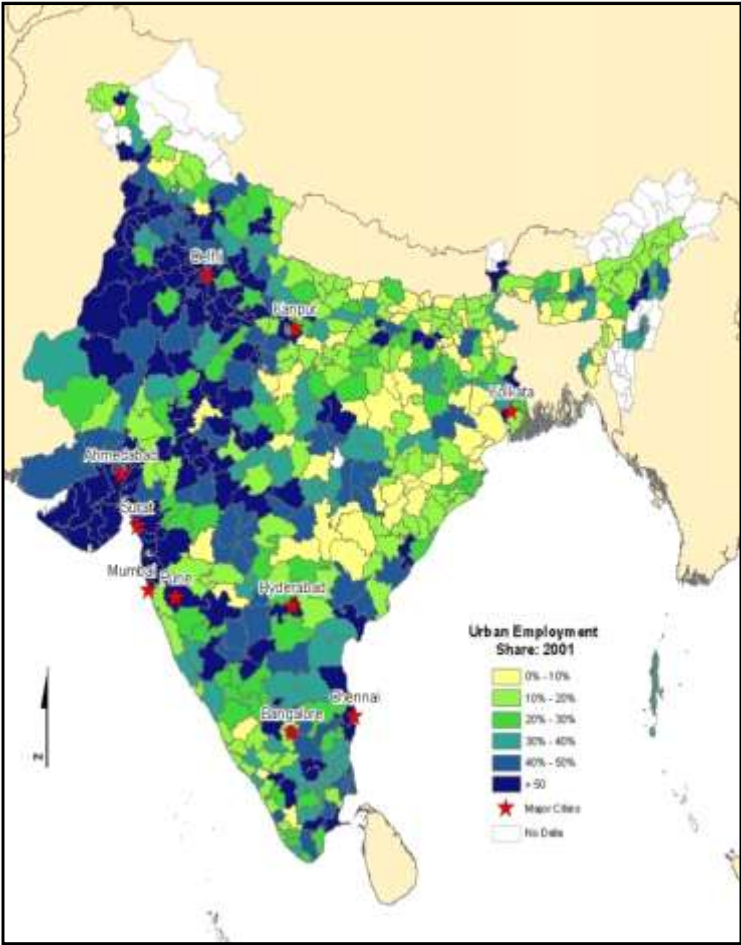 Delhi
Kanpur
Kolkata
Ahmedabad
Surat
Mumbai
Pune
Hyderabad
Chennai
Bangalore
Urban Employment
Share: 2001
0% - 10%
10% - 20%
20% - 30%
30% - 40%
40% - 50%
> 50
Major Cities
No Data
N